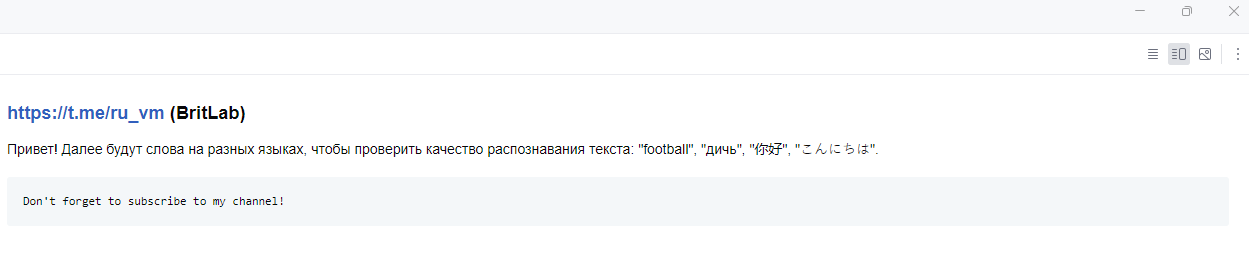 https://t.me/ru_vm (BritLab)
Привет! Далее будут слова на разных языках, чтобы проверить качество распознавания текста: "football", "дичь", "你好", "こんにちは".
Don't forget to subscribe to my channel!